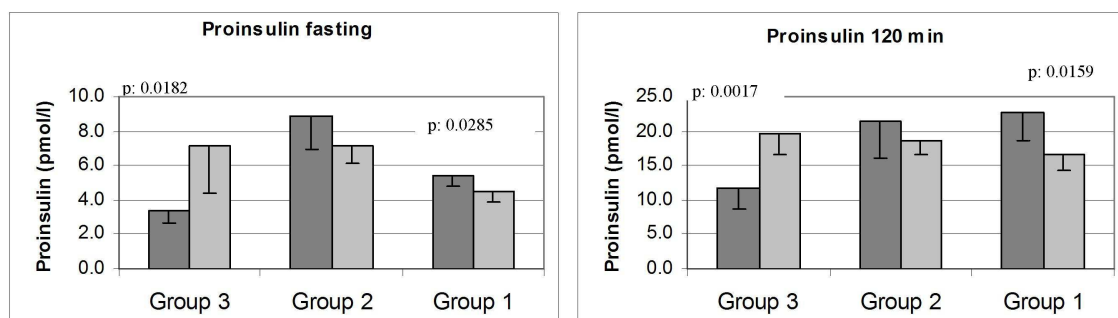 Proinsulin fasting
p: 0.0182
10.0
p: 0.0285
8.0
6.0
4.0
2.0
0.0
Proinsulin (pmol/l)
Group 3 Group 2 Group 1
Proinsulin 120 min
p: 0.0159
p: 0.0017
25.0
20.0
15.0
10.0
5.0
0.0
Proinsulin (pmol/l)
Group 3 Group 2 Group 1